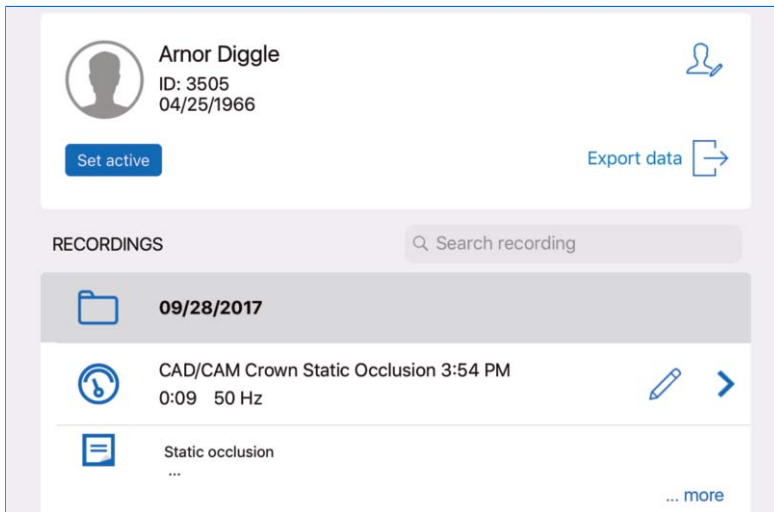 Arnor Diggle
ID: 3505
04/25/1966
Set active
Export data
RECORDINGS
Search recording
09/28/2017
CAD/CAM Crown Static Occlusion 3:54 PM
0:09 50 Hz
Static occlusion
...
... more